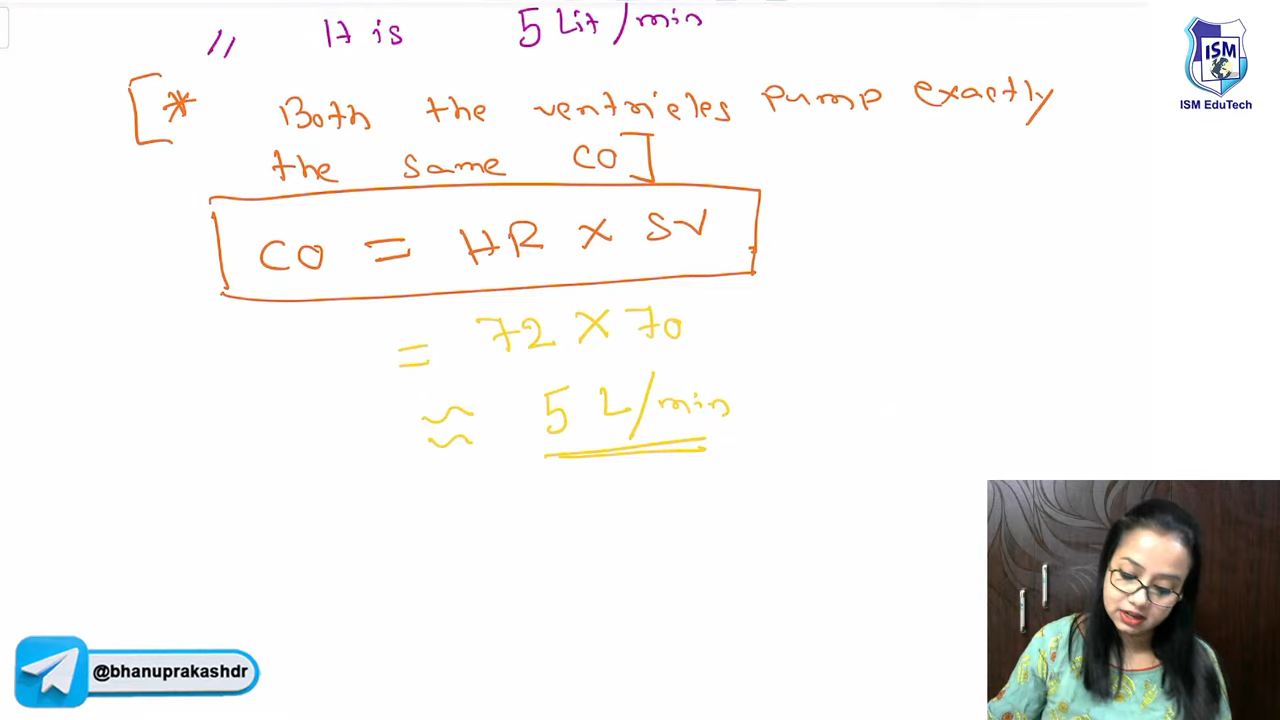 " It is 5 Lit/min
[* Both the ventricles pump exactly
the same CO]
CO = HR × SV
= 72 × 70
≈ 5 L/min
ISM
ISM EduTech
@bhanuprakashdr